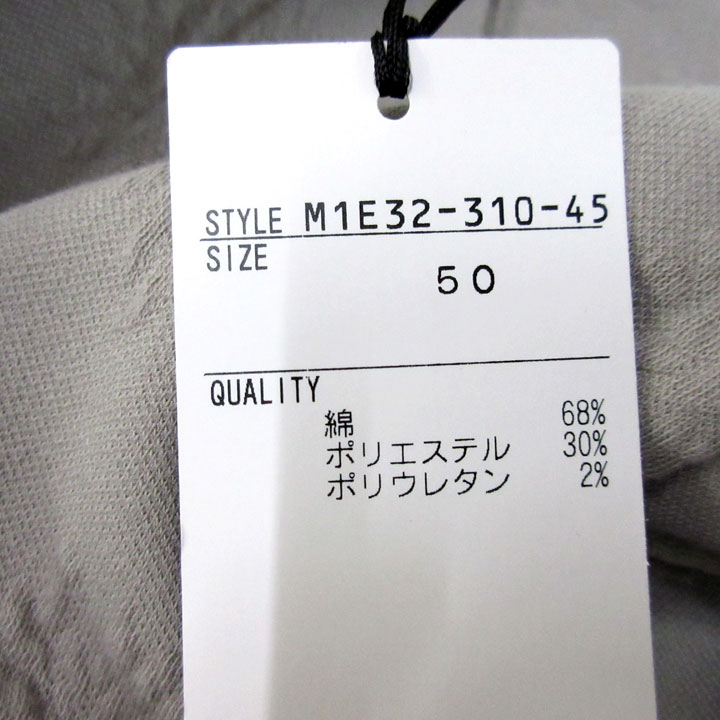 STYLE M1E32-310-45
SIZE
50
QUALITY
綿 68%
ポリエステル 30%
ポリウレタン 2%